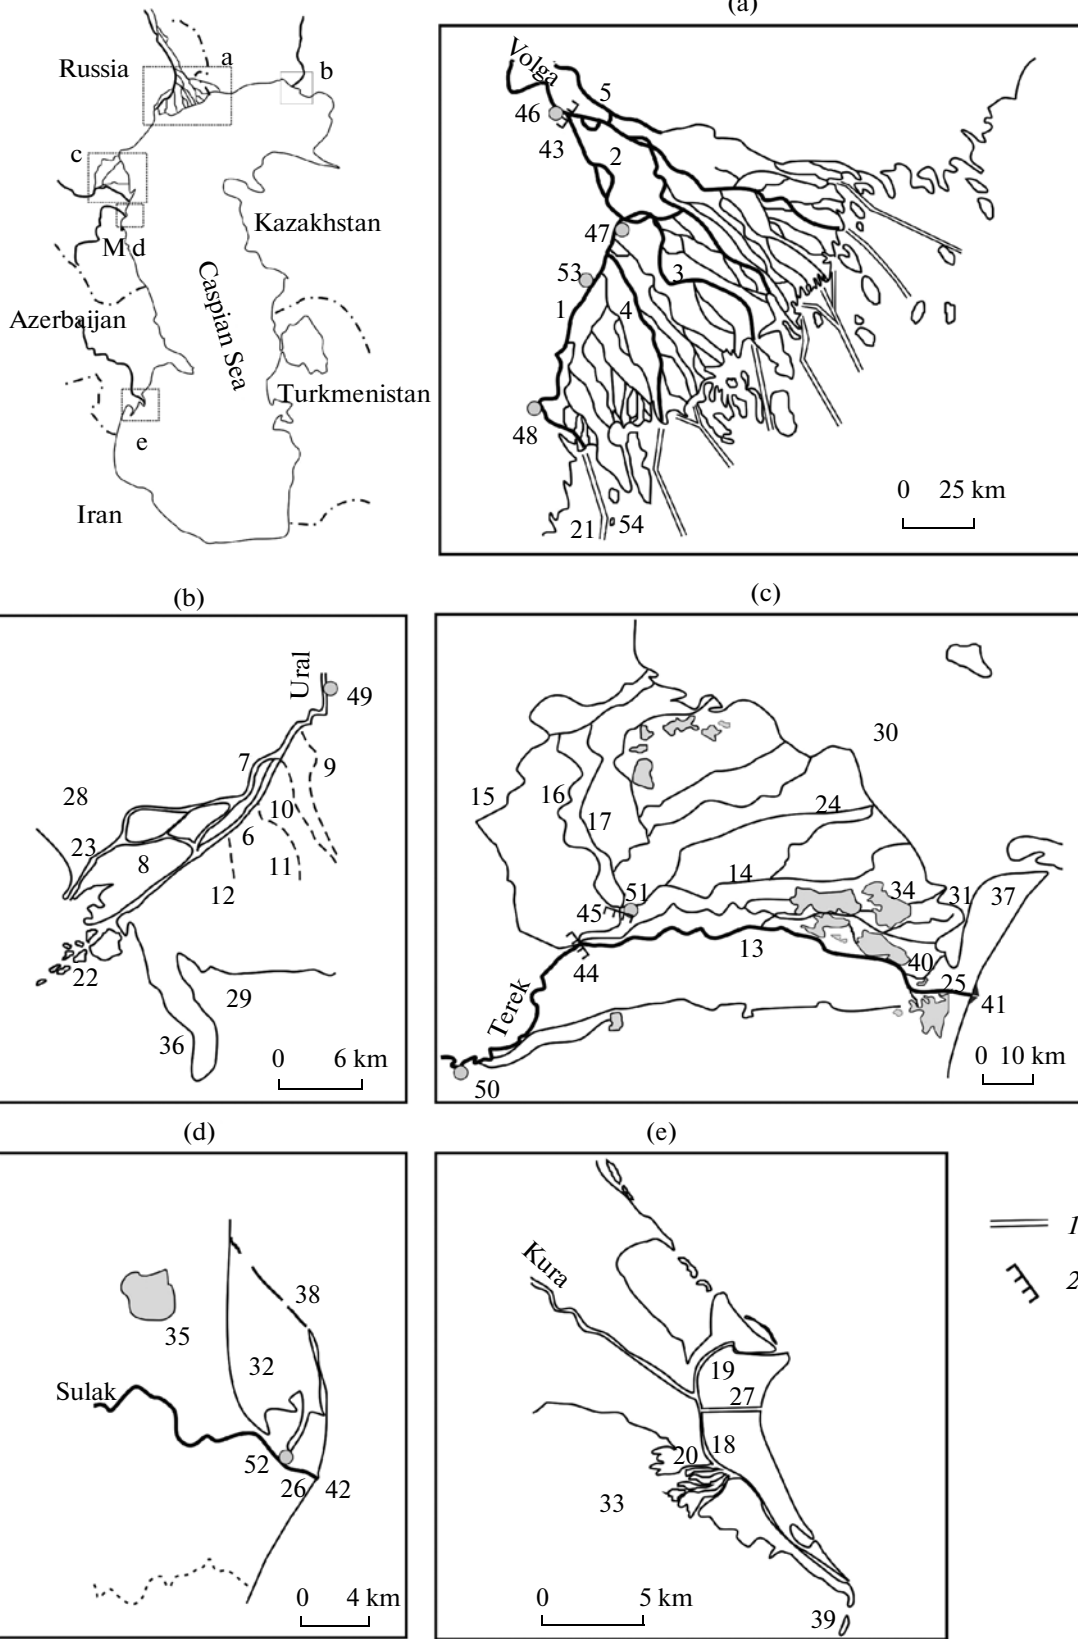 Russia
a
b
c
Kazakhstan
M d
Caspian Sea
Azerbaijan
Turkmenistan
e
Iran
(a)
Volga
5
46
43
2
47
53
3
1
4
48
21
54
0 25 km
(b)
Ural
49
7
9
28
10
6
23
8
11
12
22
29
36
0 6 km
(c)
30
15
16
24
17
14
51
34
31
37
45
13
44
40
25
41
Terek
0 10 km
50
(d)
38
35
32
Sulak
52
26
42
0 4 km
(e)
Kura
19
27
18
20
33
0 5 km
39
1
2